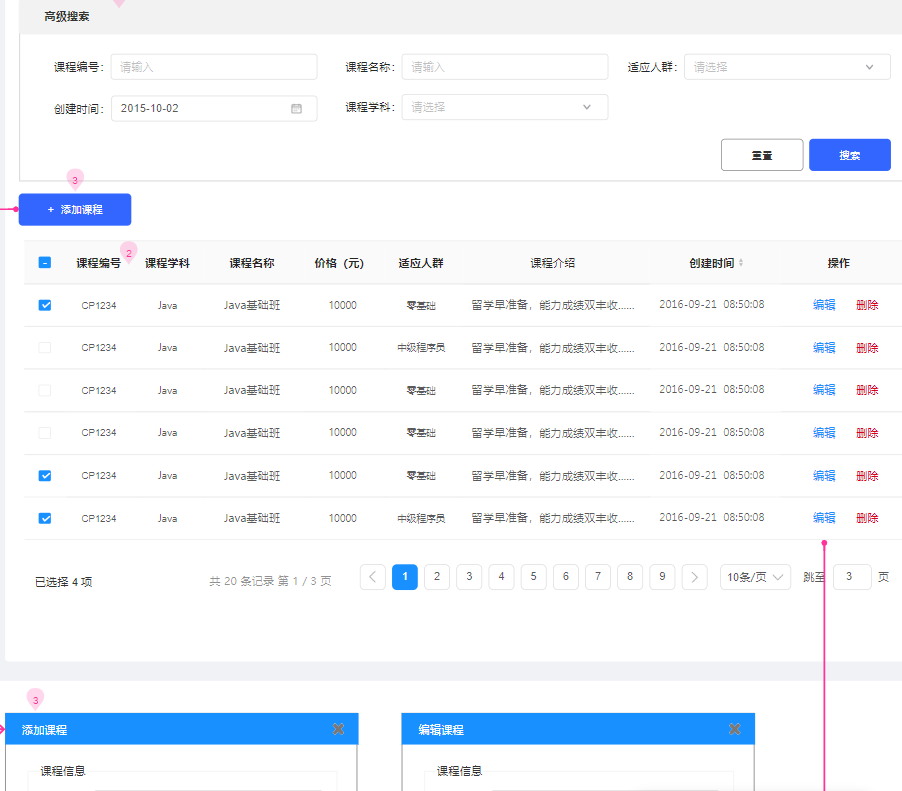 高级搜索
课程编号： 请输入 课程名称： 请输入 适应人群： 请选择
创建时间： 2015-10-02 课程学科： 请选择
重置 搜索
3
+ 添加课程
2
课程编号 课程学科 课程名称 价格（元） 适应人群 课程介绍 创建时间 操作
CP1234 Java Java基础班 10000 零基础 留学早准备，能力成绩双丰收...... 2016-09-21 08:50:08 编辑 删除
CP1234 Java Java基础班 10000 中级程序员 留学早准备，能力成绩双丰收...... 2016-09-21 08:50:08 编辑 删除
CP1234 Java Java基础班 10000 零基础 留学早准备，能力成绩双丰收...... 2016-09-21 08:50:08 编辑 删除
CP1234 Java Java基础班 10000 零基础 留学早准备，能力成绩双丰收...... 2016-09-21 08:50:08 编辑 删除
CP1234 Java Java基础班 10000 零基础 留学早准备，能力成绩双丰收...... 2016-09-21 08:50:08 编辑 删除
CP1234 Java Java基础班 10000 中级程序员 留学早准备，能力成绩双丰收...... 2016-09-21 08:50:08 编辑 删除
已选择 4 项 共 20 条记录 第 1 / 3 页 < 1 2 3 4 5 6 7 8 9 > 10条/页 跳至 3 页
3
添加课程 编辑课程
课程信息 课程信息